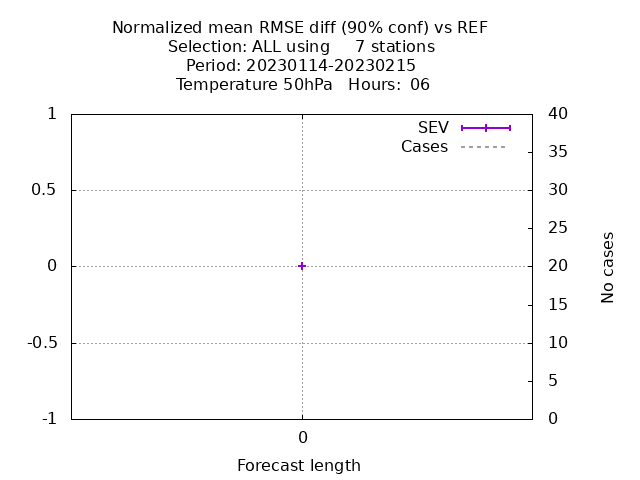 Normalized mean RMSE diff (90% conf) vs REF
Selection: ALL using     7 stations
Period: 20230114-20230215
Temperature 50hPa   Hours:  06
SEV
Cases
1
0.5
0
-0.5
-1
40
35
30
25
20
15
10
5
0
No cases
0
Forecast length